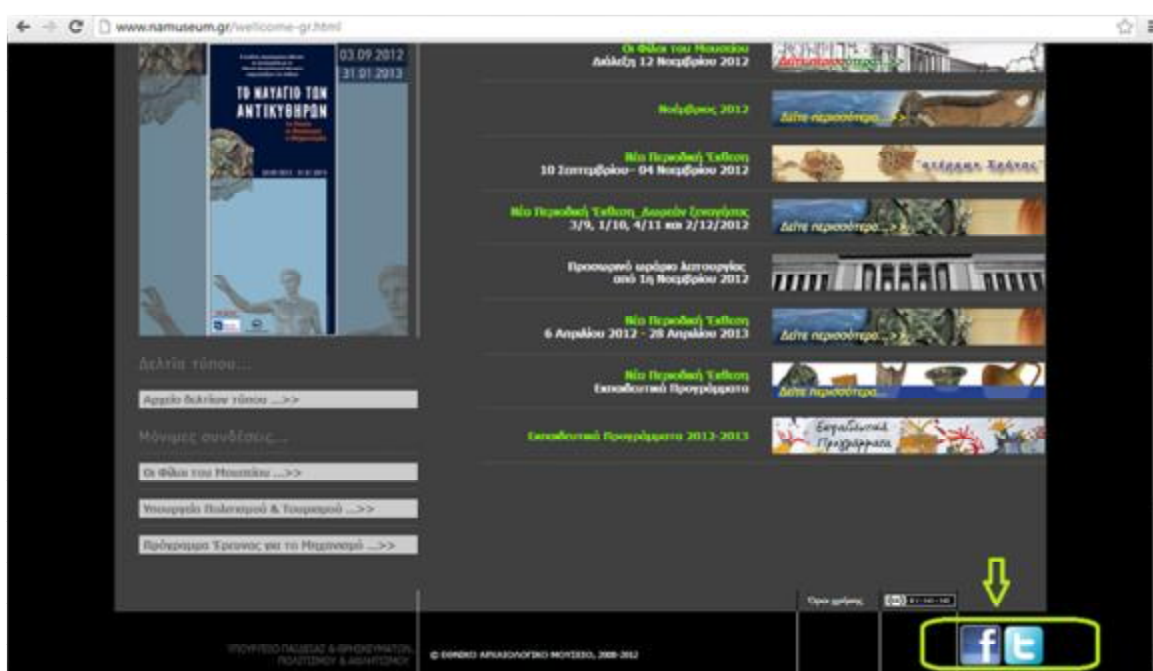 www.namuseum.gr/wellcome-gr.html
03.09.2012
31.01.2013
ΤΟ ΝΑΥΑΓΙΟ ΤΩΝ
ΑΝΤΙΚΥΘΗΡΩΝ
Οι Φίλοι του Μουσείου
Διάλεξη 12 Νοεμβρίου 2012
Νοέμβριος 2012
Δείτε περισσότερα...>>
Νέα Περιοδική Έκθεση
10 Σεπτεμβρίου– 04 Νοεμβρίου 2012
Νέα Περιοδική Έκθεση_Δωρεάν ξεναγήσεις
3/9, 1/10, 4/11 και 2/12/2012
Δείτε περισσότερα...>>
Προσωρινό ωράριο λειτουργίας
από 1η Νοεμβρίου 2012
Νέα Περιοδική Έκθεση
6 Απριλίου 2012 - 28 Απριλίου 2013
Δείτε περισσότερα...>>
Νέα Περιοδική Έκθεση
Εκπαιδευτικά Προγράμματα
Δείτε περισσότερα...
Εκπαιδευτικά Προγράμματα 2012-2013
Εκπαιδευτικά
Προγράμματα
Δελτία τύπου...
Αρχείο δελτίων τύπου ...>>
Μόνιμες συνδέσεις...
Οι Φίλοι του Μουσείου ...>>
Υπουργείο Πολιτισμού & Τουρισμού ...>>
Πρόγραμμα Έρευνας για το Μηχανισμό ...>>
Όροι χρήσης
ΥΠΟΥΡΓΕΙΟ ΠΑΙΔΕΙΑΣ & ΘΡΗΣΚΕΥΜΑΤΩΝ,
ΠΟΛΙΤΙΣΜΟΥ & ΑΘΛΗΤΙΣΜΟΥ
© ΕΘΝΙΚΟ ΑΡΧΑΙΟΛΟΓΙΚΟ ΜΟΥΣΕΙΟ, 2008-2012
f t